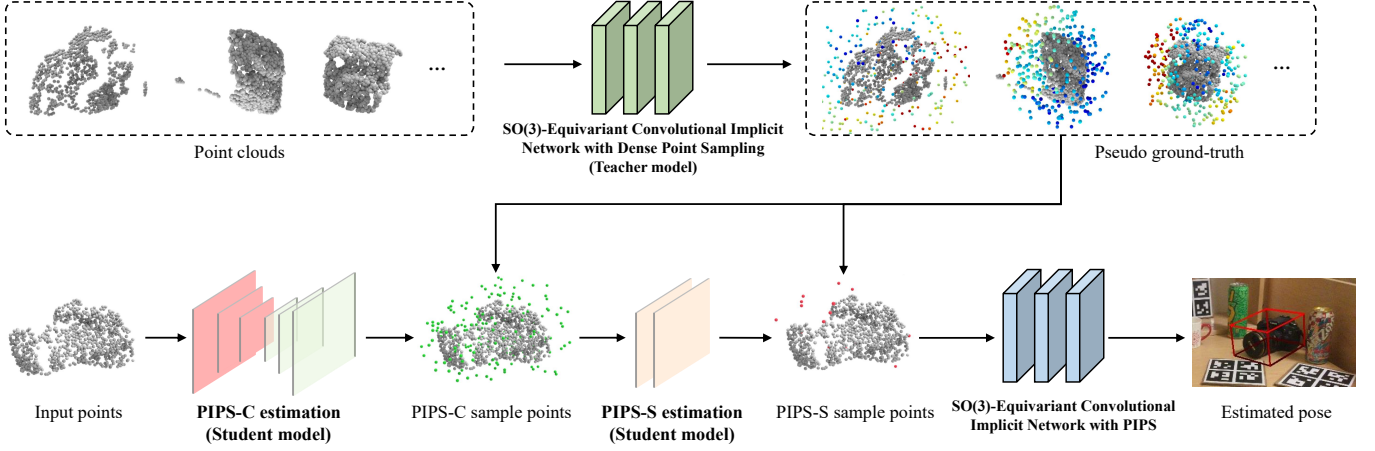 ...
...
Point clouds
SO(3)-Equivariant Convolutional Implicit
Network with Dense Point Sampling
(Teacher model)
Pseudo ground-truth
Input points
PIPS-C estimation
(Student model)
PIPS-C sample points
PIPS-S estimation
(Student model)
PIPS-S sample points
SO(3)-Equivariant Convolutional
Implicit Network with PIPS
Estimated pose